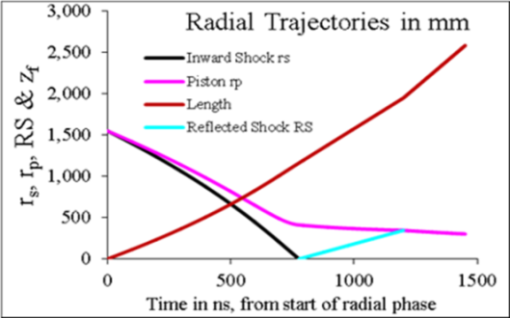 Radial Trajectories in mm
3,000
2,500
2,000
1,500
1,000
500
0
rs, rp, RS & zf
Inward Shock rs
Piston rp
Length
Reflected Shock RS
0 500 1000 1500
Time in ns, from start of radial phase